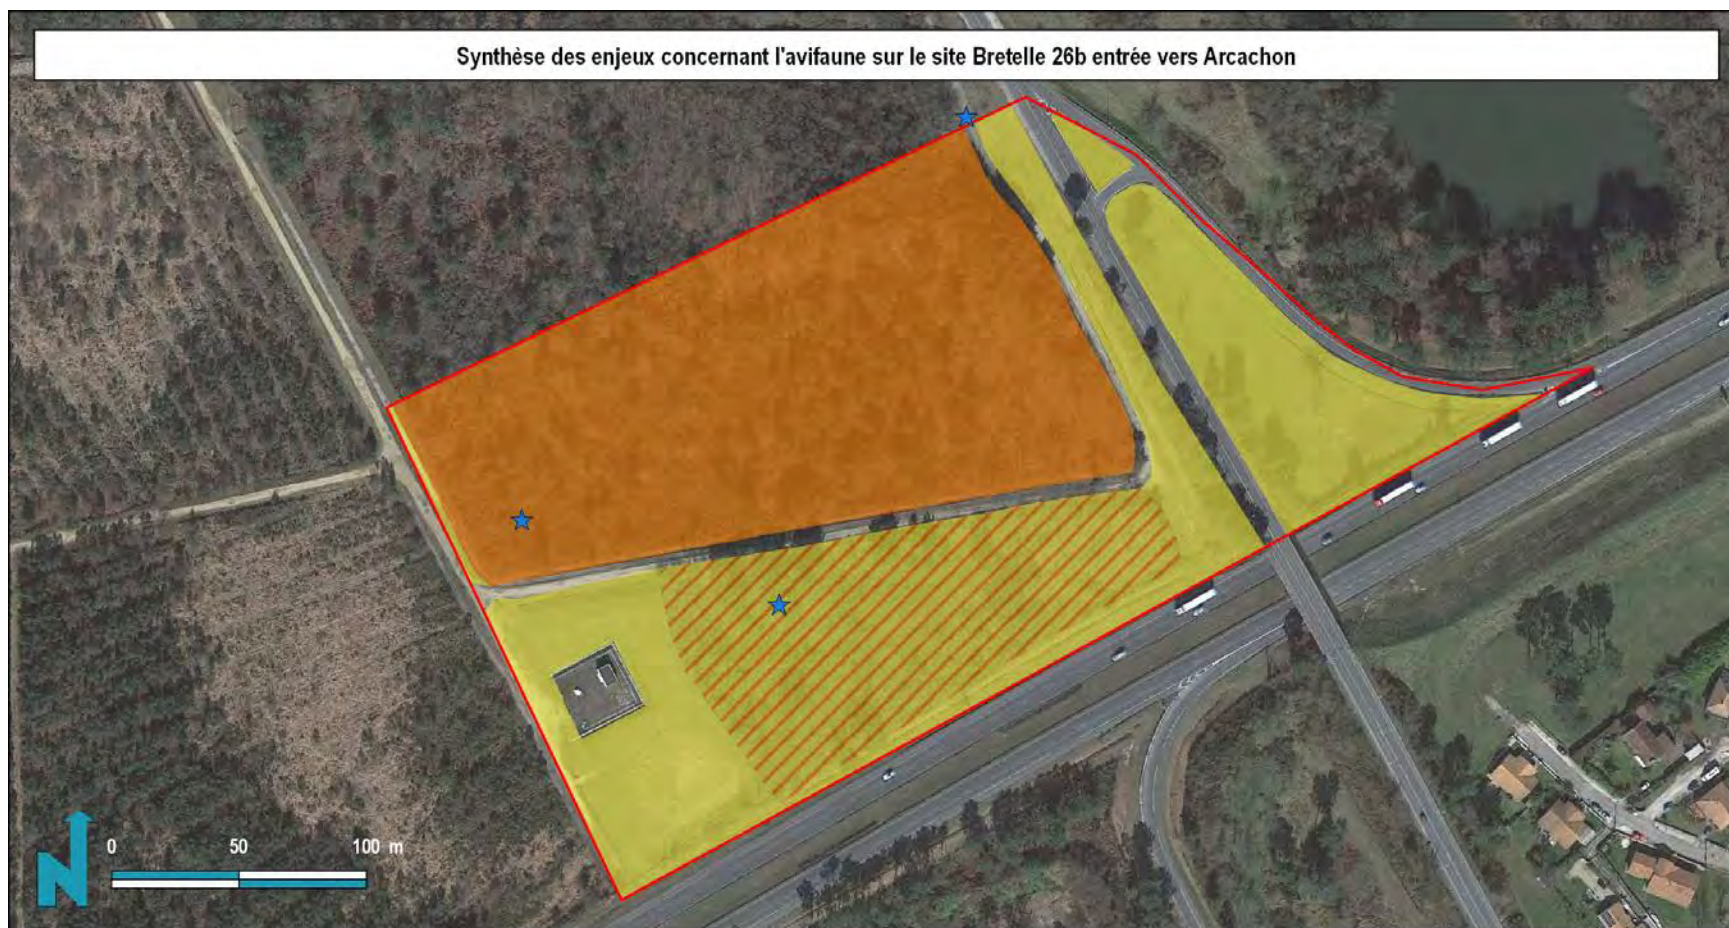 Synthèse des enjeux concernant l'avifaune sur le site Bretelle 26b entrée vers Arcachon
N
0 50 100 m